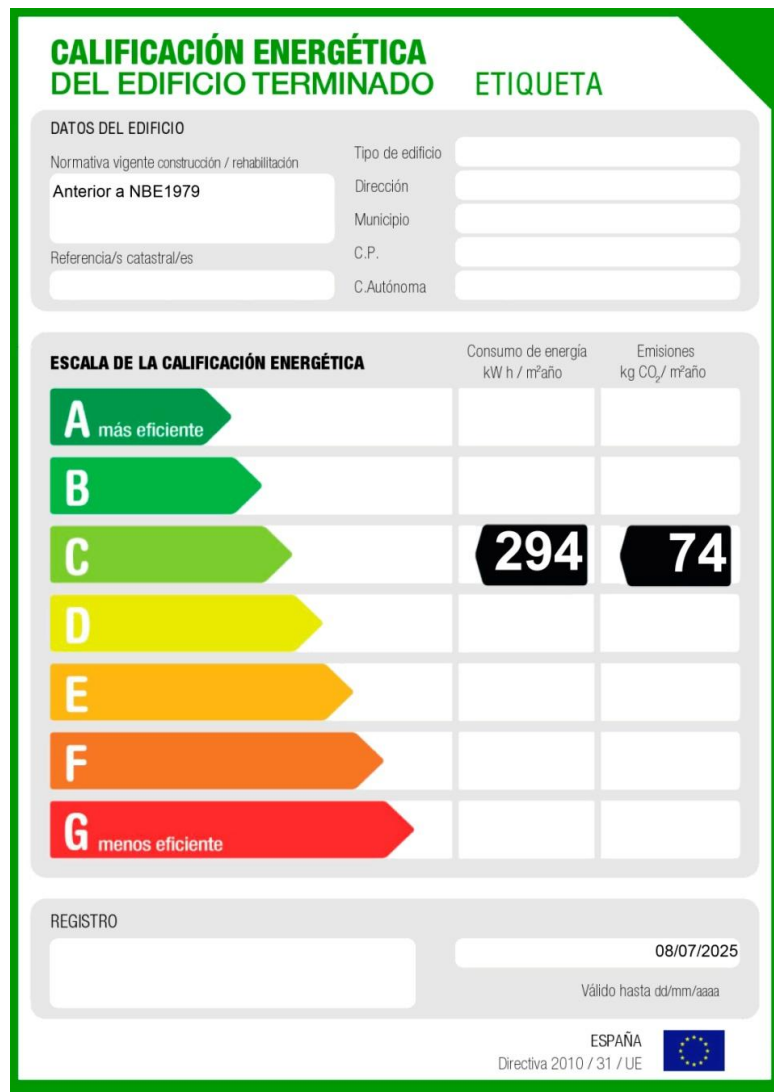 CALIFICACIÓN ENERGÉTICA
DEL EDIFICIO TERMINADO ETIQUETA
DATOS DEL EDIFICIO
Normativa vigente construcción / rehabilitación
Anterior a NBE1979
Referencia/s catastral/es
Tipo de edificio
Dirección
Municipio
C.P.
C.Autónoma
ESCALA DE LA CALIFICACIÓN ENERGÉTICA
Consumo de energía
kW h / m²año
Emisiones
kg CO₂/ m²año
A más eficiente
B
C 294 74
D
E
F
G menos eficiente
REGISTRO
08/07/2025
Válido hasta dd/mm/aaaa
ESPAÑA
Directiva 2010 / 31 / UE